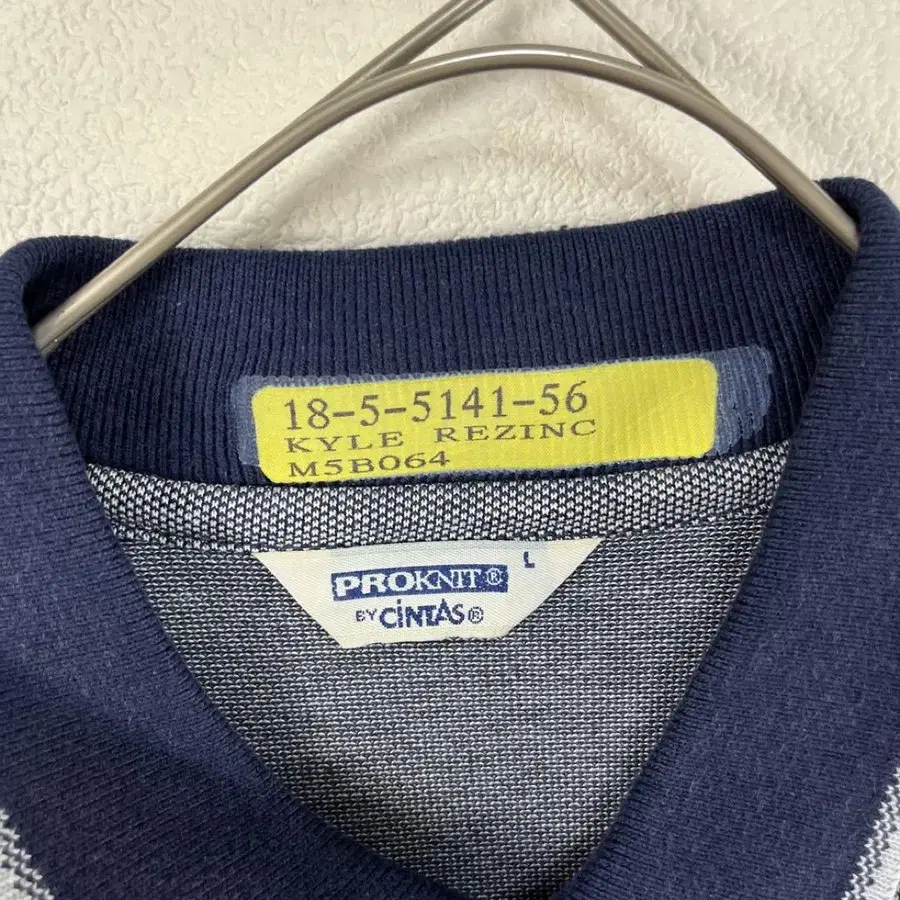 18-5-5141-56
KYLE REZINC
M5B064
L
PROKNIT®
BY CINTAS®